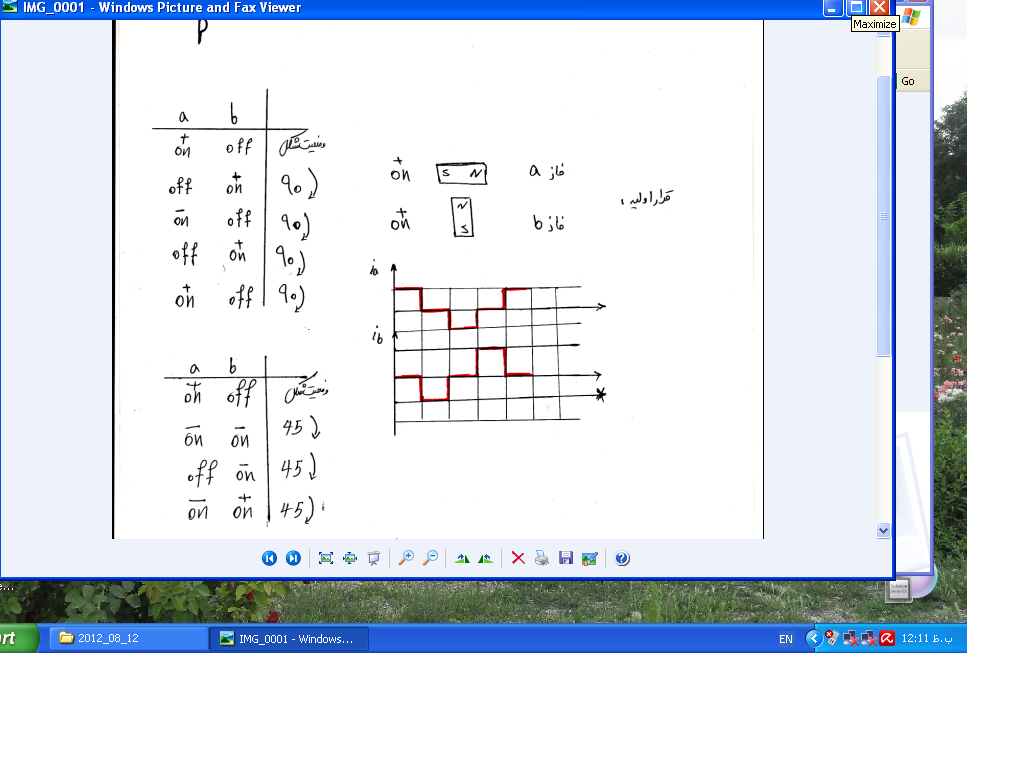 IMG_0001 - Windows Picture and Fax Viewer
Maximize
Go
P
a b
on+ off وضعیت شکل
off on+ 90
on- off 90
off on+ 90
on+ off 90
قرار اولیه :
on+ S N فاز a
on+ N S فاز b
ia
ib
a b
on+ off وضعیت شکل
on- on- 45
off on- 45
on- on+ 45
e...
rt
2012_08_12
IMG_0001 - Windows...
EN
12:11 ب.ظ